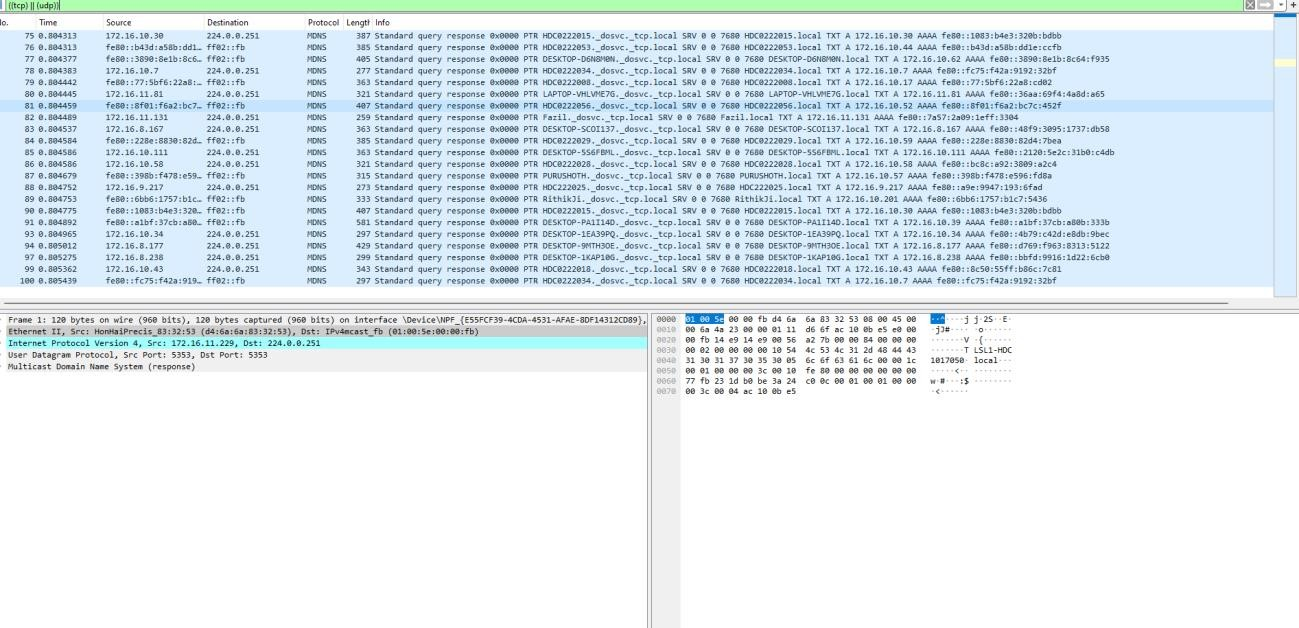 ((tcp) || (udp))
No. Time Source Destination Protocol Length Info
75 0.804313 172.16.10.30 224.0.0.251 MDNS 387 Standard query response 0x0000 PTR HDC0222015._dosvc._tcp.local SRV 0 0 7680 HDC0222015.local TXT A 172.16.10.30 AAAA fe80::1083:b4e3:320b:bdbb
76 0.804313 fe80::b43d:a58b:dd1… ff02::fb MDNS 385 Standard query response 0x0000 PTR HDC0222053._dosvc._tcp.local SRV 0 0 7680 HDC0222053.local TXT A 172.16.10.44 AAAA fe80::b43d:a58b:dd1e:ccfb
77 0.804377 fe80::3890:8e1b:8c6… ff02::fb MDNS 405 Standard query response 0x0000 PTR DESKTOP-D6N8M0N._dosvc._tcp.local SRV 0 0 7680 DESKTOP-D6N8M0N.local TXT A 172.16.10.62 AAAA fe80::3890:8e1b:8c64:f935
78 0.804383 172.16.10.7 224.0.0.251 MDNS 277 Standard query response 0x0000 PTR HDC0222034._dosvc._tcp.local SRV 0 0 7680 HDC0222034.local TXT A 172.16.10.7 AAAA fe80::fc75:f42a:9192:32bf
79 0.804442 fe80::77:5bf6:22a8:… ff02::fb MDNS 363 Standard query response 0x0000 PTR HDC0222008._dosvc._tcp.local SRV 0 0 7680 HDC0222008.local TXT A 172.16.10.17 AAAA fe80::77:5bf6:22a8:cd02
80 0.804445 172.16.11.81 224.0.0.251 MDNS 321 Standard query response 0x0000 PTR LAPTOP-VHLVME7G._dosvc._tcp.local SRV 0 0 7680 LAPTOP-VHLVME7G.local TXT A 172.16.11.81 AAAA fe80::36aa:69f4:4a8d:a65
81 0.804459 fe80::8f01:f6a2:bc7… ff02::fb MDNS 407 Standard query response 0x0000 PTR HDC0222056._dosvc._tcp.local SRV 0 0 7680 HDC0222056.local TXT A 172.16.10.52 AAAA fe80::8f01:f6a2:bc7c:452f
82 0.804489 172.16.11.131 224.0.0.251 MDNS 259 Standard query response 0x0000 PTR Fazil._dosvc._tcp.local SRV 0 0 7680 Fazil.local TXT A 172.16.11.131 AAAA fe80::7a57:2a09:1eff:3304
83 0.804537 172.16.8.167 224.0.0.251 MDNS 363 Standard query response 0x0000 PTR DESKTOP-SCOI137._dosvc._tcp.local SRV 0 0 7680 DESKTOP-SCOI137.local TXT A 172.16.8.167 AAAA fe80::48f9:3095:1737:db58
84 0.804584 fe80::228e:8830:82d… ff02::fb MDNS 385 Standard query response 0x0000 PTR HDC0222029._dosvc._tcp.local SRV 0 0 7680 HDC0222029.local TXT A 172.16.10.59 AAAA fe80::228e:8830:82d4:7bea
85 0.804586 172.16.10.111 224.0.0.251 MDNS 363 Standard query response 0x0000 PTR DESKTOP-5S6FBML._dosvc._tcp.local SRV 0 0 7680 DESKTOP-5S6FBML.local TXT A 172.16.10.111 AAAA fe80::2120:5e2c:31b0:c4db
86 0.804586 172.16.10.58 224.0.0.251 MDNS 321 Standard query response 0x0000 PTR HDC0222028._dosvc._tcp.local SRV 0 0 7680 HDC0222028.local TXT A 172.16.10.58 AAAA fe80::bc8c:a92:3809:a2c4
87 0.804679 fe80::398b:f478:e59… ff02::fb MDNS 315 Standard query response 0x0000 PTR PURUSHOTH._dosvc._tcp.local SRV 0 0 7680 PURUSHOTH.local TXT A 172.16.10.57 AAAA fe80::398b:f478:e596:fd8a
88 0.804752 172.16.9.217 224.0.0.251 MDNS 273 Standard query response 0x0000 PTR HDC222025._dosvc._tcp.local SRV 0 0 7680 HDC222025.local TXT A 172.16.9.217 AAAA fe80::a9e:9947:193:6fad
89 0.804753 fe80::6bb6:1757:b1c… ff02::fb MDNS 333 Standard query response 0x0000 PTR RithikJi._dosvc._tcp.local SRV 0 0 7680 RithikJi.local TXT A 172.16.10.201 AAAA fe80::6bb6:1757:b1c7:5436
90 0.804775 fe80::1083:b4e3:320… ff02::fb MDNS 407 Standard query response 0x0000 PTR HDC0222015._dosvc._tcp.local SRV 0 0 7680 HDC0222015.local TXT A 172.16.10.30 AAAA fe80::1083:b4e3:320b:bdbb
91 0.804892 fe80::a1bf:37cb:a80… ff02::fb MDNS 581 Standard query response 0x0000 PTR DESKTOP-PA1I14D._dosvc._tcp.local SRV 0 0 7680 DESKTOP-PA1I14D.local TXT A 172.16.10.39 AAAA fe80::a1bf:37cb:a80b:333b
93 0.804965 172.16.10.34 224.0.0.251 MDNS 297 Standard query response 0x0000 PTR DESKTOP-1EA39PQ._dosvc._tcp.local SRV 0 0 7680 DESKTOP-1EA39PQ.local TXT A 172.16.10.34 AAAA fe80::4b79:c42d:e8db:9bec
94 0.805012 172.16.8.177 224.0.0.251 MDNS 429 Standard query response 0x0000 PTR DESKTOP-9MTH3OE._dosvc._tcp.local SRV 0 0 7680 DESKTOP-9MTH3OE.local TXT A 172.16.8.177 AAAA fe80::d769:f963:8313:5122
97 0.805275 172.16.8.238 224.0.0.251 MDNS 299 Standard query response 0x0000 PTR DESKTOP-1KAP10G._dosvc._tcp.local SRV 0 0 7680 DESKTOP-1KAP10G.local TXT A 172.16.8.238 AAAA fe80::bbfd:9916:1d22:6cb0
99 0.805362 172.16.10.43 224.0.0.251 MDNS 343 Standard query response 0x0000 PTR HDC0222018._dosvc._tcp.local SRV 0 0 7680 HDC0222018.local TXT A 172.16.10.43 AAAA fe80::8c50:55ff:b86c:7c81
100 0.805439 fe80::fc75:f42a:919… ff02::fb MDNS 297 Standard query response 0x0000 PTR HDC0222034._dosvc._tcp.local SRV 0 0 7680 HDC0222034.local TXT A 172.16.10.7 AAAA fe80::fc75:f42a:9192:32bf
Frame 1: 120 bytes on wire (960 bits), 120 bytes captured (960 bits) on interface \Device\NPF_{E55FCF39-4CDA-4531-AFAE-8DF14312CD89},
Ethernet II, Src: HonHaiPrecis_83:32:53 (d4:6a:6a:83:32:53), Dst: IPv4mcast_fb (01:00:5e:00:00:fb)
Internet Protocol Version 4, Src: 172.16.11.229, Dst: 224.0.0.251
User Datagram Protocol, Src Port: 5353, Dst Port: 5353
Multicast Domain Name System (response)
0000 01 00 5e 00 00 fb d4 6a 6a 83 32 53 08 00 45 00 ··^····j j·2S··E·
0010 00 6a 4a 23 00 00 01 11 d6 6f ac 10 0b e5 e0 00 ·jJ#···· ·o······
0020 00 fb 14 e9 14 e9 00 56 a2 7b 00 00 84 00 00 00 ·······V ·{······
0030 00 02 00 00 00 00 10 54 4c 53 4c 31 2d 48 44 43 ·······T LSL1-HDC
0040 31 30 31 37 30 35 30 05 6c 6f 63 61 6c 00 00 1c 1017050· local···
0050 00 01 00 00 00 3c 00 10 fe 80 00 00 00 00 00 00 ·····<·· ········
0060 77 fb 23 1d b0 be 3a 24 c0 0c 00 01 00 01 00 00 w·#···:$ ········
0070 00 3c 00 04 ac 10 0b e5 ·<······